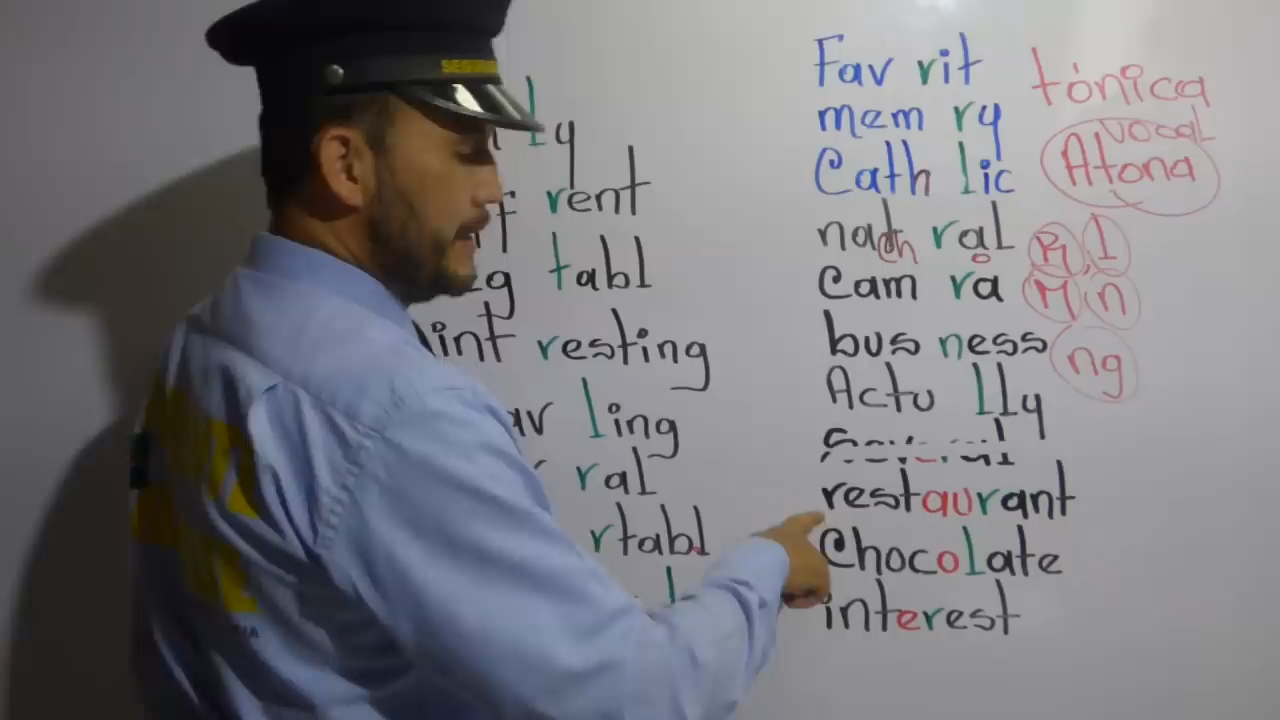 ly
rent
tabl
int resting
ling
ral
rtabl
Fav rit
mem ry
Cath lic
ral
Cam ra
bus ness
Actu lly
restaurant
Chocolate
interest
tónica
vocal
Atona
R, l
M, n
ng